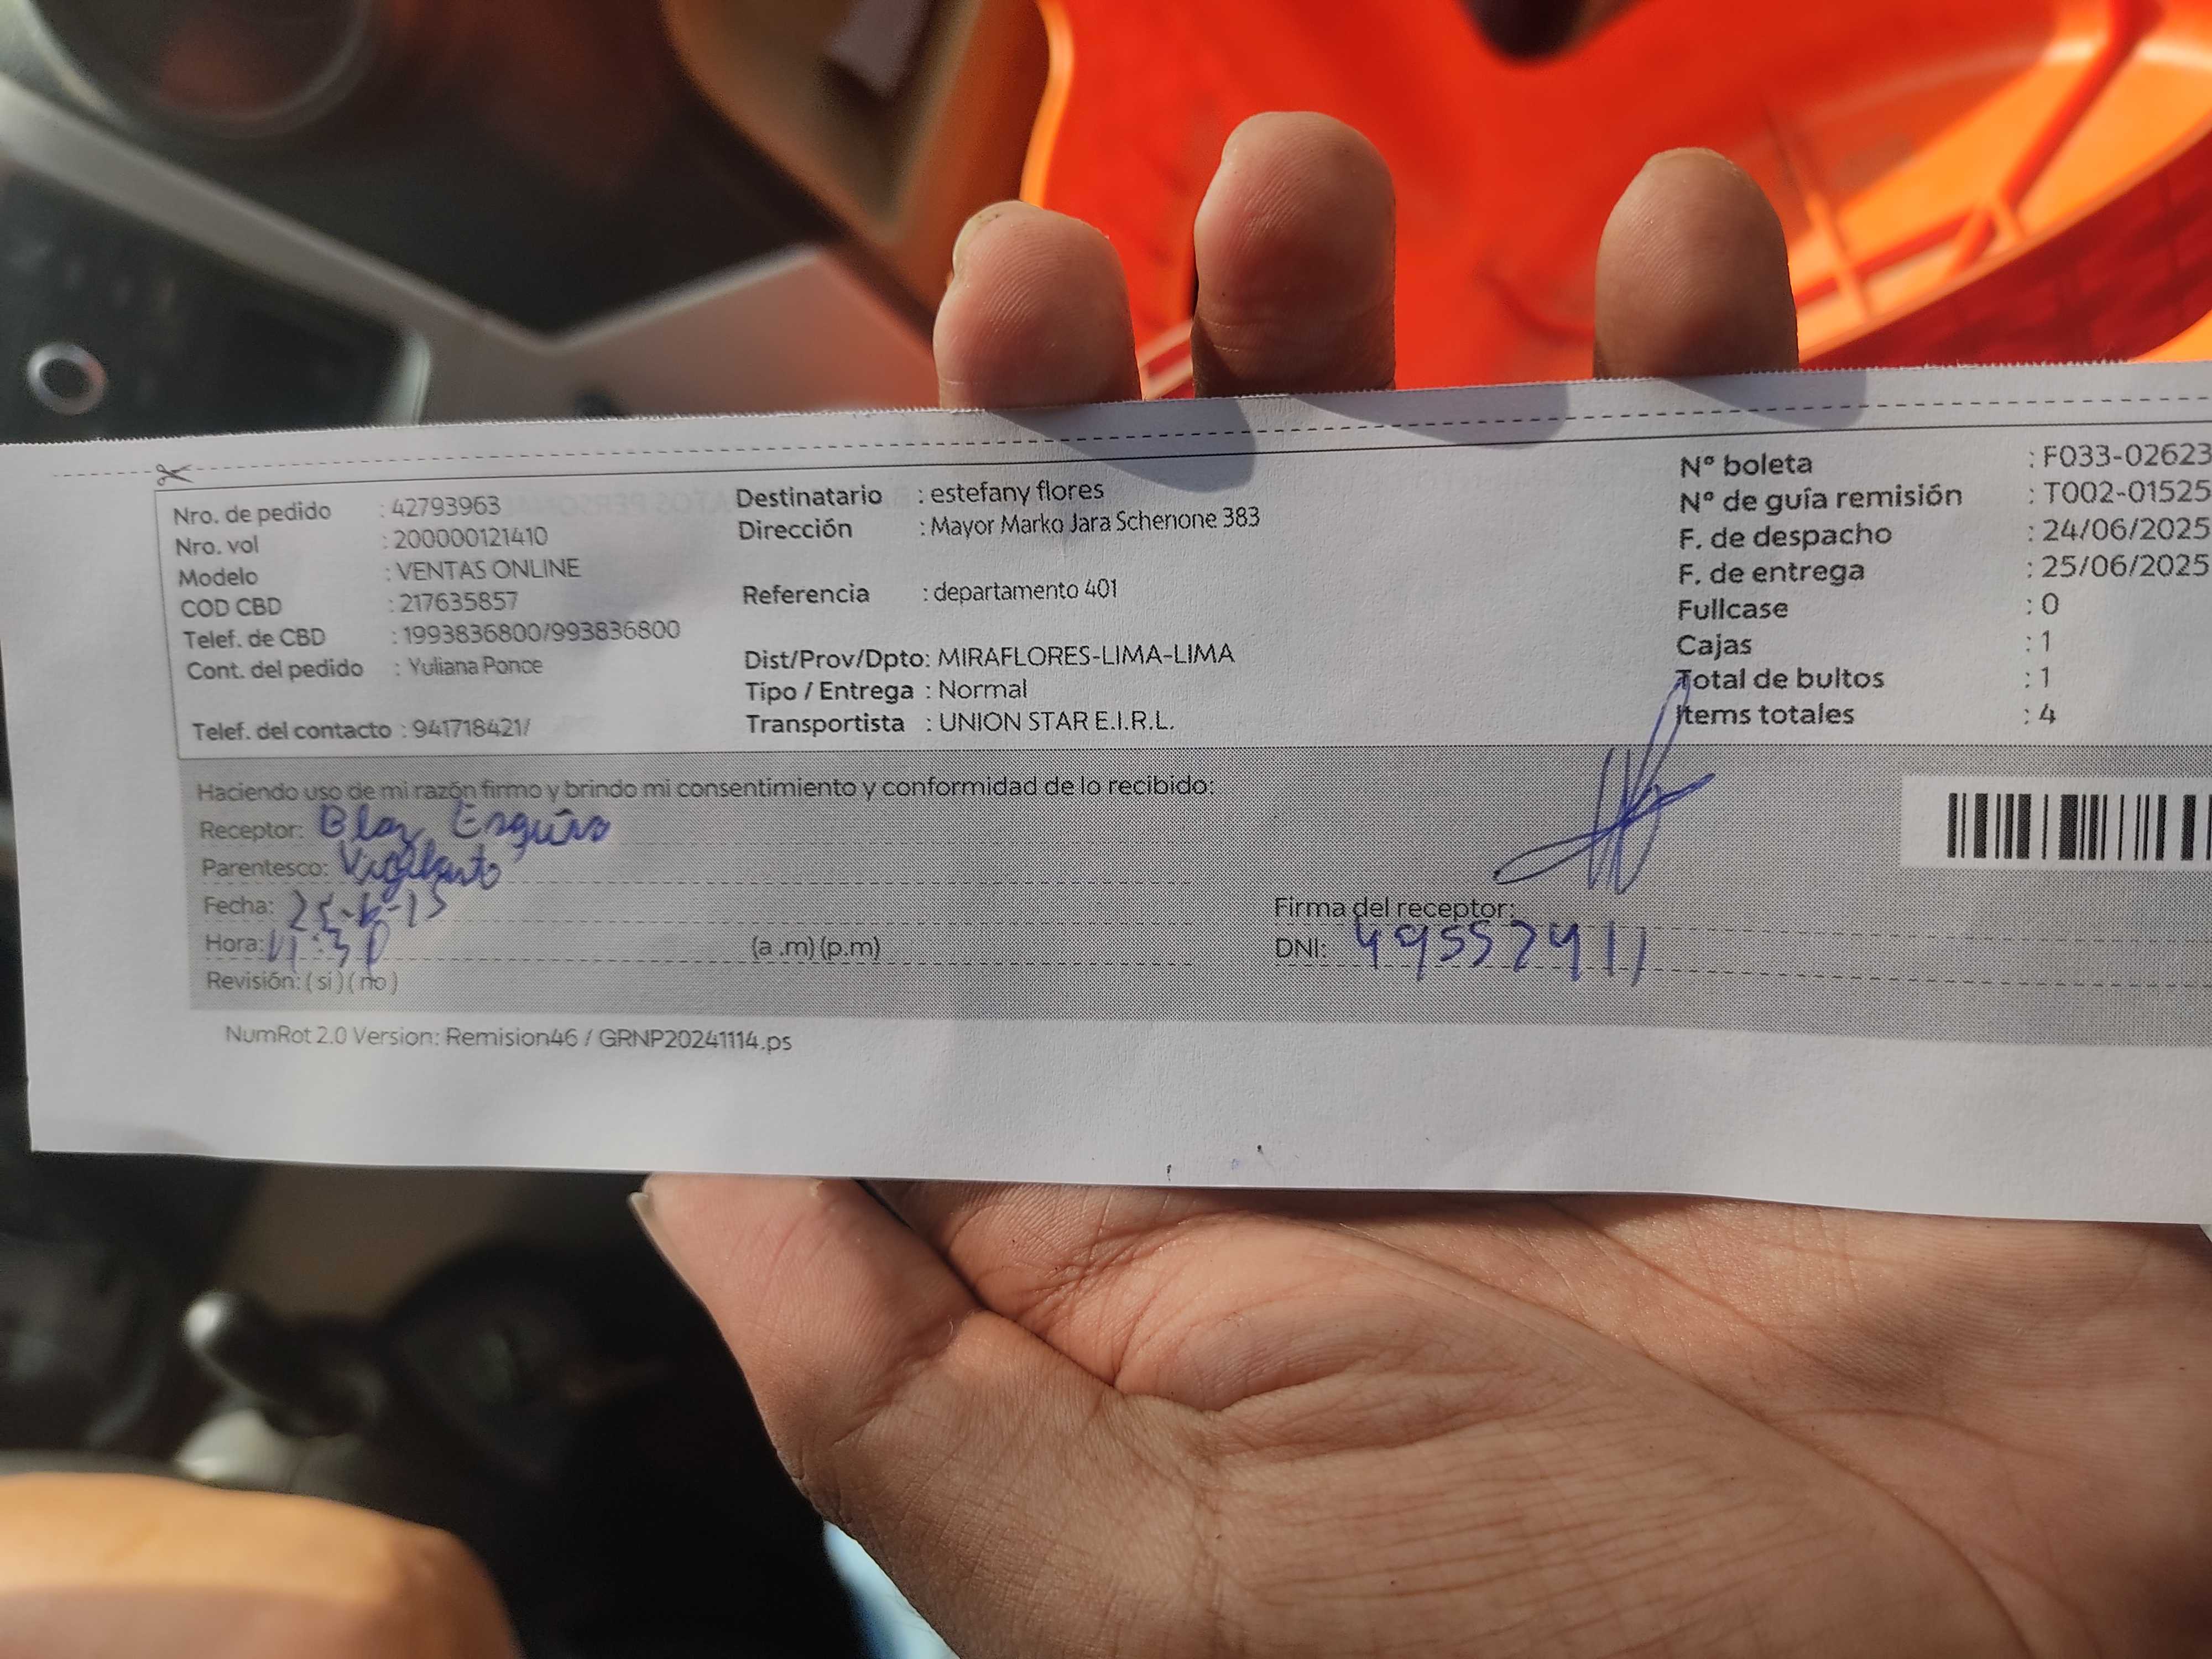 Nro. de pedido : 42793963
Nro. vol : 200000121410
Modelo : VENTAS ONLINE
COD CBD : 217635857
Telef. de CBD : 1993836800/993836800
Cont. del pedido : Yuliana Ponce
Telef. del contacto : 941718421/
Destinatario : estefany flores
Dirección : Mayor Marko Jara Schenone 383
Referencia : departamento 401
Dist/Prov/Dpto: MIRAFLORES-LIMA-LIMA
Tipo / Entrega : Normal
Transportista : UNION STAR E.I.R.L.
Nº boleta : F033-02623
Nº de guía remisión : T002-01525
F. de despacho : 24/06/2025
F. de entrega : 25/06/2025
Fullcase : 0
Cajas : 1
Total de bultos : 1
Items totales : 4
Haciendo uso de mi razón firmo y brindo mi consentimiento y conformidad de lo recibido:
Receptor: Blaz
Parentesco: Vigilante
Fecha:
Hora: (a .m) (p.m)
Revisión: ( si ) ( no )
Firma del receptor:
DNI:
NumRot 2.0 Version: Remision46 / GRNP20241114.ps